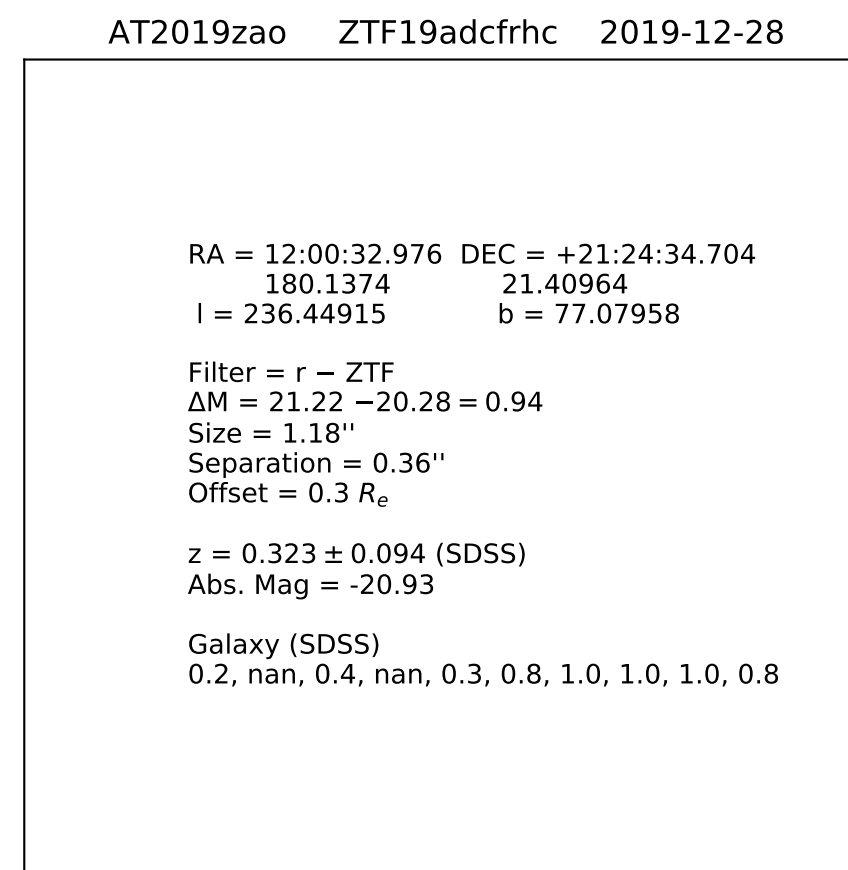 AT2019zao ZTF19adcfrhc 2019-12-28
RA = 12:00:32.976 DEC = +21:24:34.704
180.1374 21.40964
l = 236.44915 b = 77.07958
Filter = r − ZTF
ΔM = 21.22 −20.28 = 0.94
Size = 1.18''
Separation = 0.36''
Offset = 0.3 Re
z = 0.323 ± 0.094 (SDSS)
Abs. Mag = -20.93
Galaxy (SDSS)
0.2, nan, 0.4, nan, 0.3, 0.8, 1.0, 1.0, 1.0, 0.8